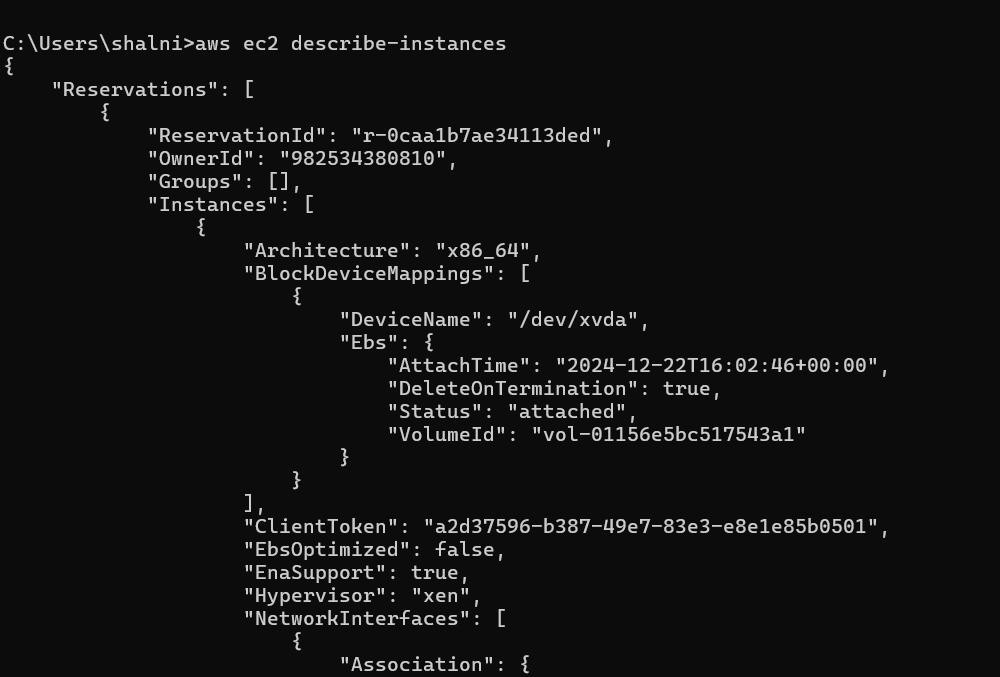 C:\Users\shalni>aws ec2 describe-instances
{
    "Reservations": [
        {
            "ReservationId": "r-0caa1b7ae34113ded",
            "OwnerId": "982534380810",
            "Groups": [],
            "Instances": [
                {
                    "Architecture": "x86_64",
                    "BlockDeviceMappings": [
                        {
                            "DeviceName": "/dev/xvda",
                            "Ebs": {
                                "AttachTime": "2024-12-22T16:02:46+00:00",
                                "DeleteOnTermination": true,
                                "Status": "attached",
                                "VolumeId": "vol-01156e5bc517543a1"
                            }
                        }
                    ],
                    "ClientToken": "a2d37596-b387-49e7-83e3-e8e1e85b0501",
                    "EbsOptimized": false,
                    "EnaSupport": true,
                    "Hypervisor": "xen",
                    "NetworkInterfaces": [
                        {
                            "Association": {